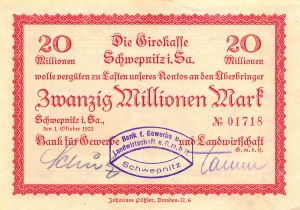 20 Die Girokasse 20
Millionen Schwepnitz i. Sa. Millionen
wolle vergüten zu Lasten unseres Kontos an den Überbringer
Zwanzig Millionen Mark
Schwepnitz i. Sa.,
den 1. Oktober 1923
№ 01718
Bank für Gewerbe und Landwirtschaft
G. m. b. H.
Bank f. Gewerbe u.
Landwirtschaft e.G.m.b.H.
Schwepnitz
Johannes Päßler, Dresden-N. 6